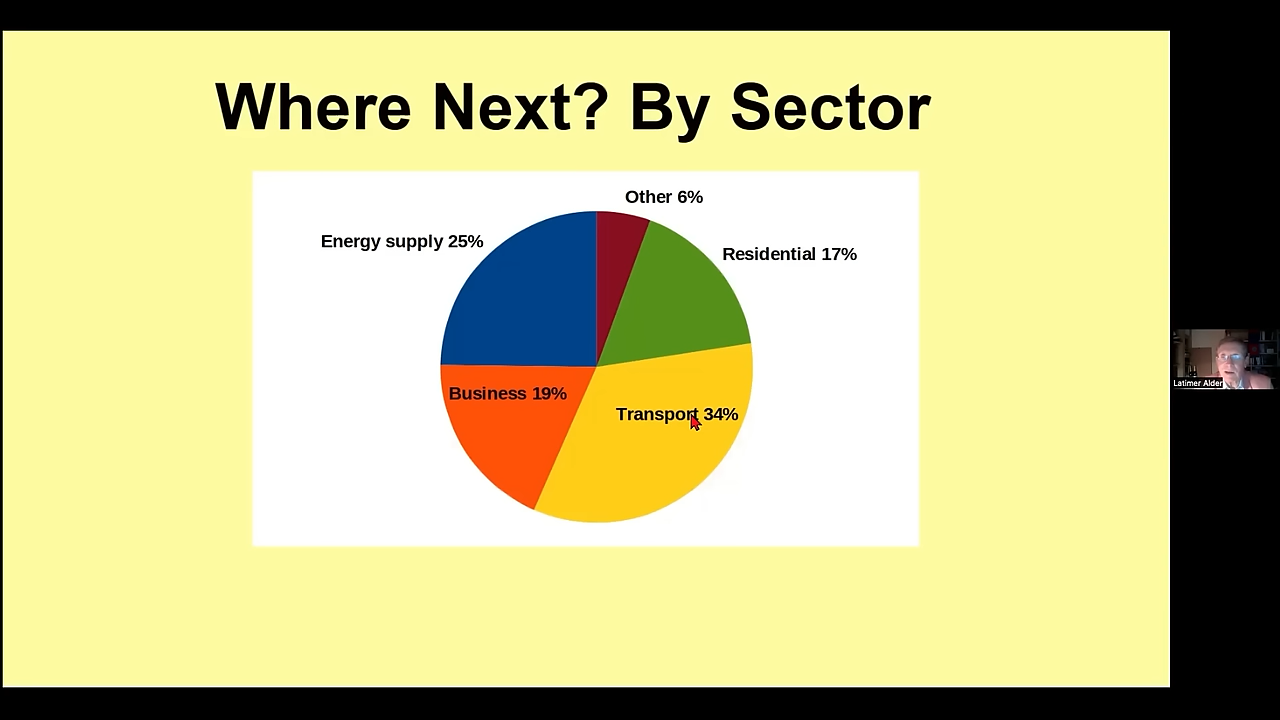 Where Next? By Sector
Other 6%
Energy supply 25%
Residential 17%
Business 19%
Transport 34%
Latimer Alder